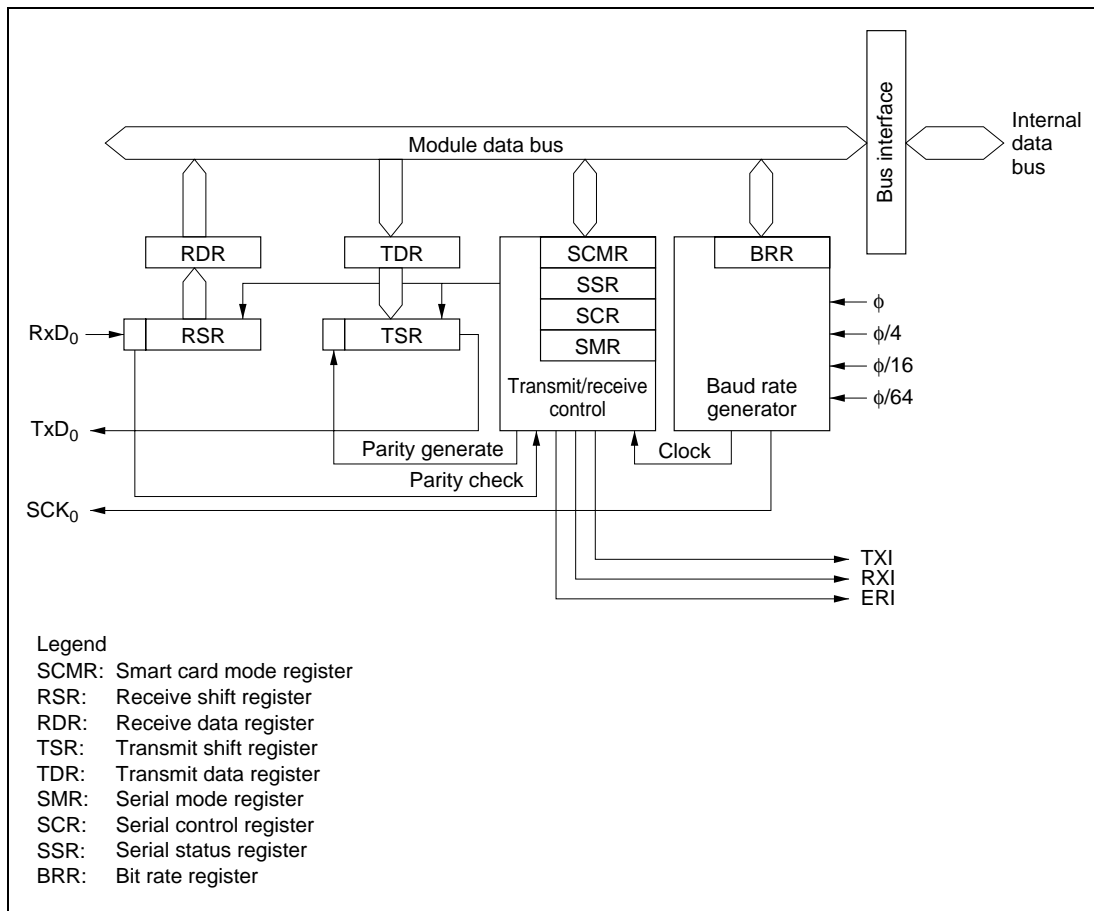 Bus interface
Internal
data
bus
Module data bus
RDR
TDR
SCMR
BRR
SSR
SCR
SMR
RxD0
RSR
TSR
Transmit/receive
control
Baud rate
generator
ϕ
ϕ/4
ϕ/16
ϕ/64
TxD0
Parity generate
Clock
Parity check
SCK0
TXI
RXI
ERI
Legend
SCMR: Smart card mode register
RSR: Receive shift register
RDR: Receive data register
TSR: Transmit shift register
TDR: Transmit data register
SMR: Serial mode register
SCR: Serial control register
SSR: Serial status register
BRR: Bit rate register